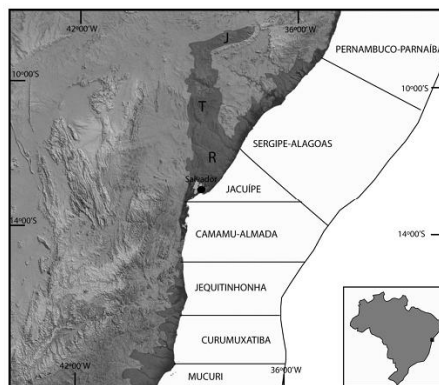 42°00'W 36°00'W
J
PERNAMBUCO-PARNAÍBA
10°00'S 10°00'S
T
SERGIPE-ALAGOAS
R
Salvador
JACUÍPE
14°00'S 14°00'S
CAMAMU-ALMADA
JEQUITINHONHA
CURUMUXATIBA
42°00'W 36°00'W
MUCURI